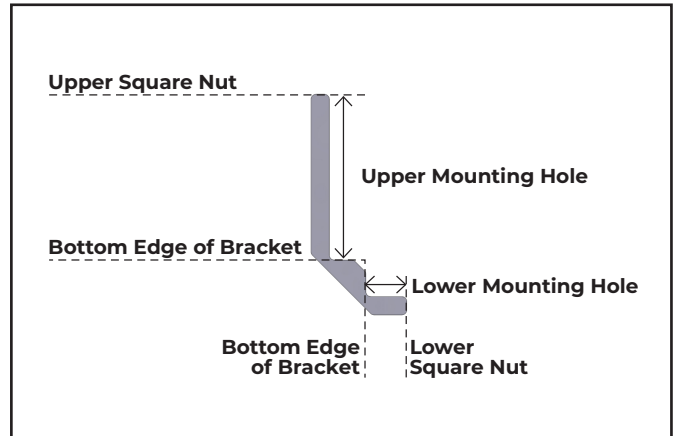 Upper Square Nut
Upper Mounting Hole
Bottom Edge of Bracket
Lower Mounting Hole
Bottom Edge
of Bracket
Lower
Square Nut